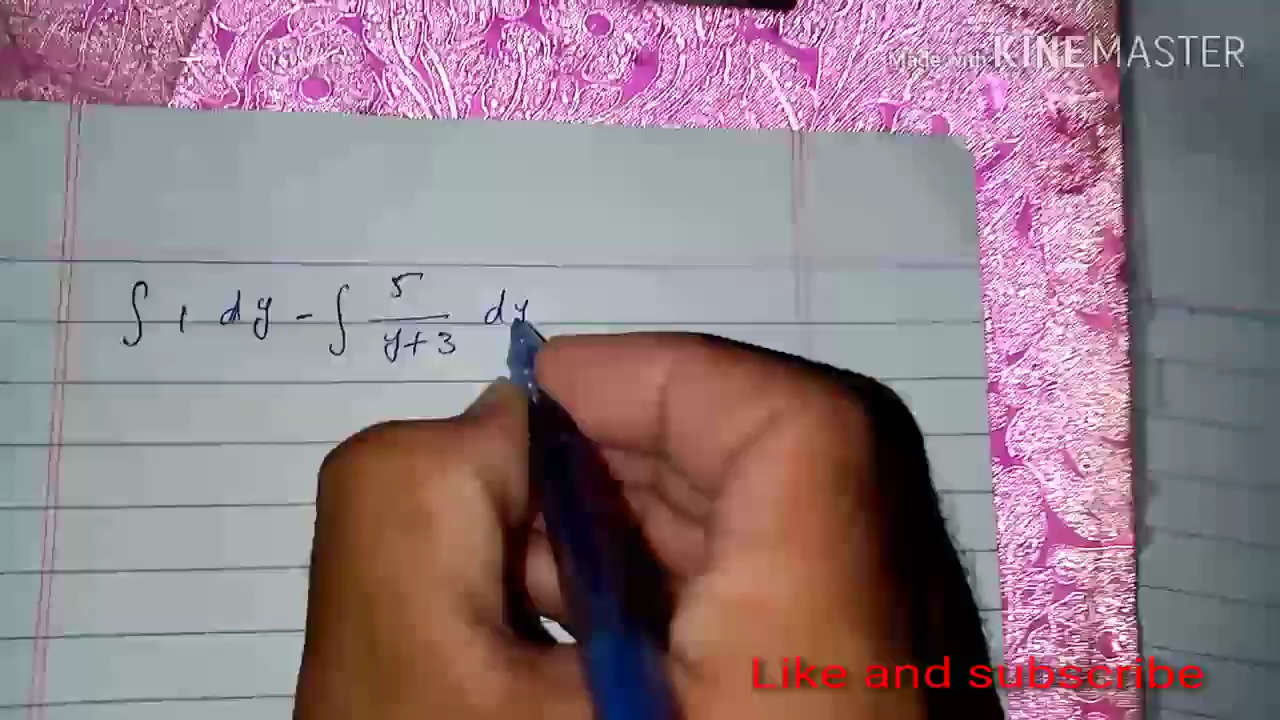 Made with KINEMASTER
∫ 1 dy - ∫ 5/(y+3) dy
Like and subscribe